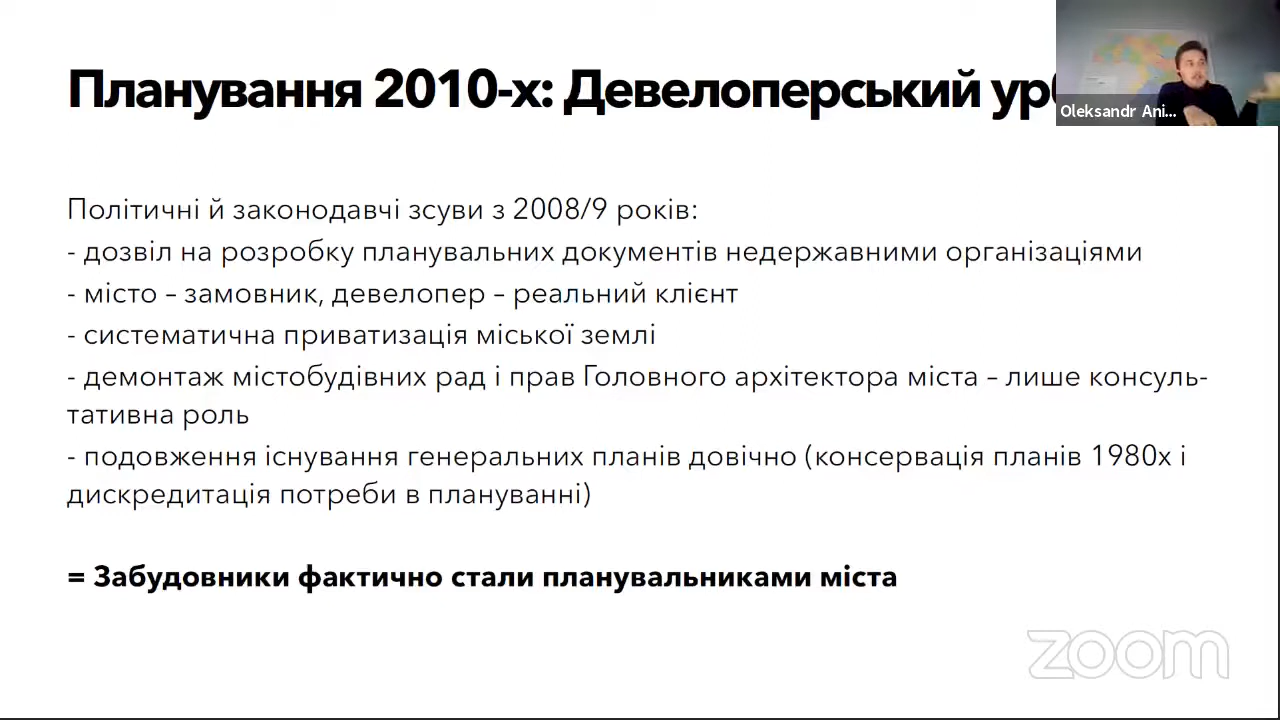 Планування 2010-х: Девелоперський
Oleksandr Ani...
Політичні й законодавчі зсуви з 2008/9 років:
- дозвіл на розробку планувальних документів недержавними організаціями
- місто – замовник, девелопер – реальний клієнт
- систематична приватизація міської землі
- демонтаж містобудівних рад і прав Головного архітектора міста – лише консуль-
тативна роль
- подовження існування генеральних планів довічно (консервація планів 1980х і
дискредитація потреби в плануванні)
= Забудовники фактично стали планувальниками міста
zoom